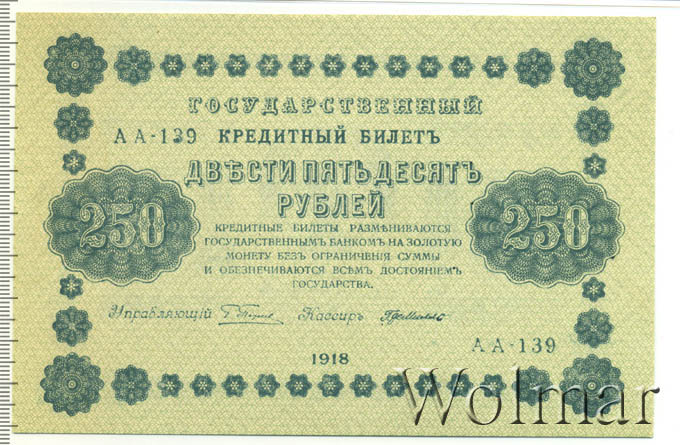 ГОСУДАРСТВЕННЫЙ
АА-139 КРЕДИТНЫЙ БИЛЕТЪ
ДВѢСТИ ПЯТЬДЕСЯТЪ
РУБЛЕЙ
250
250
КРЕДИТНЫЕ БИЛЕТЫ РАЗМѢНИВАЮТСЯ
ГОСУДАРСТВЕННЫМЪ БАНКОМЪ НА ЗОЛОТУЮ
МОНЕТУ БЕЗЪ ОГРАНИЧЕНІЯ СУММЫ
И ОБЕЗПЕЧИВАЮТСЯ ВСѢМЪ ДОСТОЯНІЕМЪ
ГОСУДАРСТВА.
Управляющій Кассиръ
АА-139
1918
Wolmar